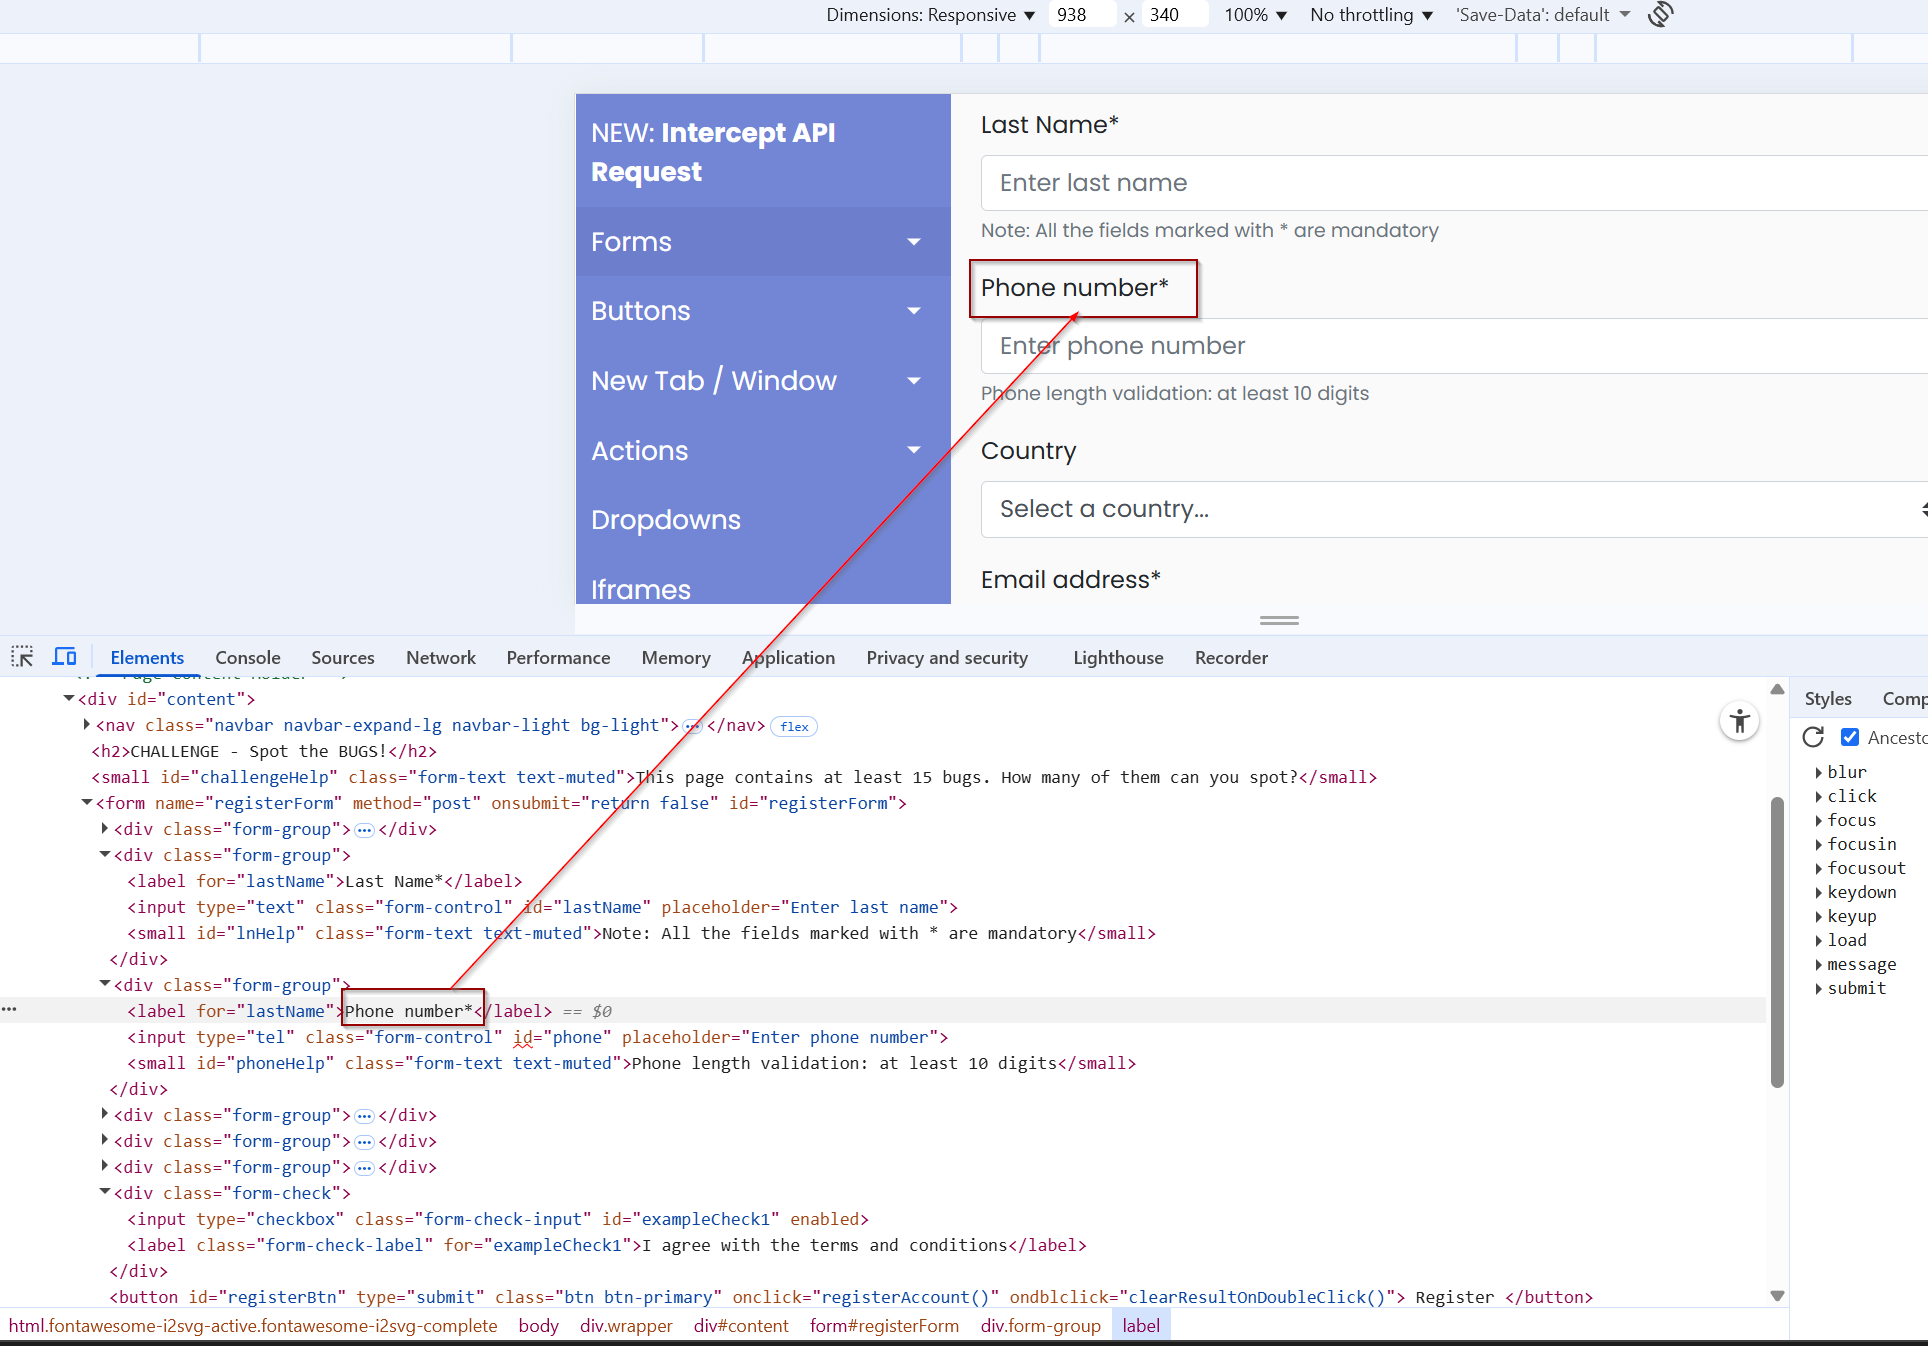 Dimensions: Responsive ▼ 938 × 340 100% ▼ No throttling ▼ 'Save-Data': default ▼
NEW: Intercept API
Request
Forms
Buttons
New Tab / Window
Actions
Dropdowns
Iframes
Last Name*
Enter last name
Note: All the fields marked with * are mandatory
Phone number*
Enter phone number
Phone length validation: at least 10 digits
Country
Select a country...
Email address*
Elements Console Sources Network Performance Memory Application Privacy and security Lighthouse Recorder
<div id="content">
<nav class="navbar navbar-expand-lg navbar-light bg-light">…</nav> flex
<h2>CHALLENGE - Spot the BUGS!</h2>
<small id="challengeHelp" class="form-text text-muted">This page contains at least 15 bugs. How many of them can you spot?</small>
<form name="registerForm" method="post" onsubmit="return false" id="registerForm">
<div class="form-group">…</div>
<div class="form-group">
<label for="lastName">Last Name*</label>
<input type="text" class="form-control" id="lastName" placeholder="Enter last name">
<small id="lnHelp" class="form-text text-muted">Note: All the fields marked with * are mandatory</small>
</div>
<div class="form-group">
<label for="lastName">Phone number*</label> == $0
<input type="tel" class="form-control" id="phone" placeholder="Enter phone number">
<small id="phoneHelp" class="form-text text-muted">Phone length validation: at least 10 digits</small>
</div>
<div class="form-group">…</div>
<div class="form-group">…</div>
<div class="form-group">…</div>
<div class="form-check">
<input type="checkbox" class="form-check-input" id="exampleCheck1" enabled>
<label class="form-check-label" for="exampleCheck1">I agree with the terms and conditions</label>
</div>
<button id="registerBtn" type="submit" class="btn btn-primary" onclick="registerAccount()" ondblclick="clearResultOnDoubleClick()"> Register </button>
html.fontawesome-i2svg-active.fontawesome-i2svg-complete body div.wrapper div#content form#registerForm div.form-group label
Styles Comp
Ancesto
blur
click
focus
focusin
focusout
keydown
keyup
load
message
submit